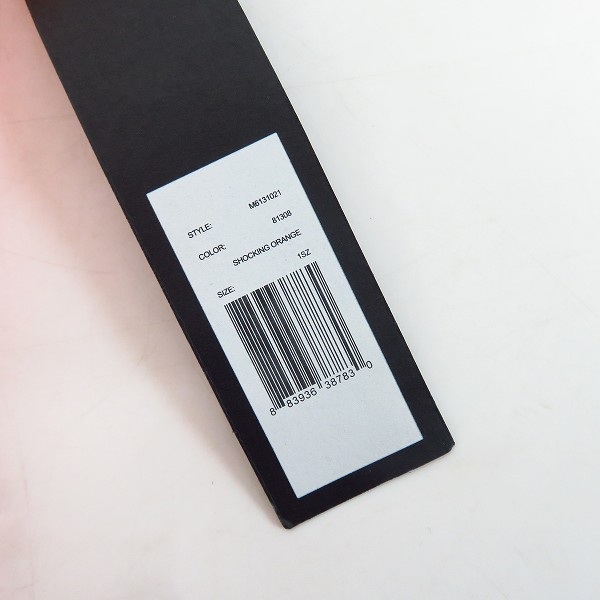 STYLE: M6131021
COLOR: 81308
SHOCKING ORANGE
SIZE: 1SZ
8 83936 38783 0